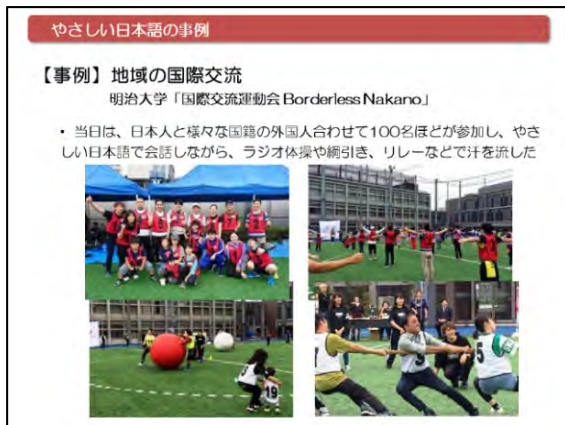 やさしい日本語の事例
【事例】地域の国際交流
明治大学「国際交流運動会 Borderless Nakano」
・ 当日は、日本人と様々な国籍の外国人合わせて100名ほどが参加し、やさ
しい日本語で会話しながら、ラジオ体操や綱引き、リレーなどで汗を流した
19
5